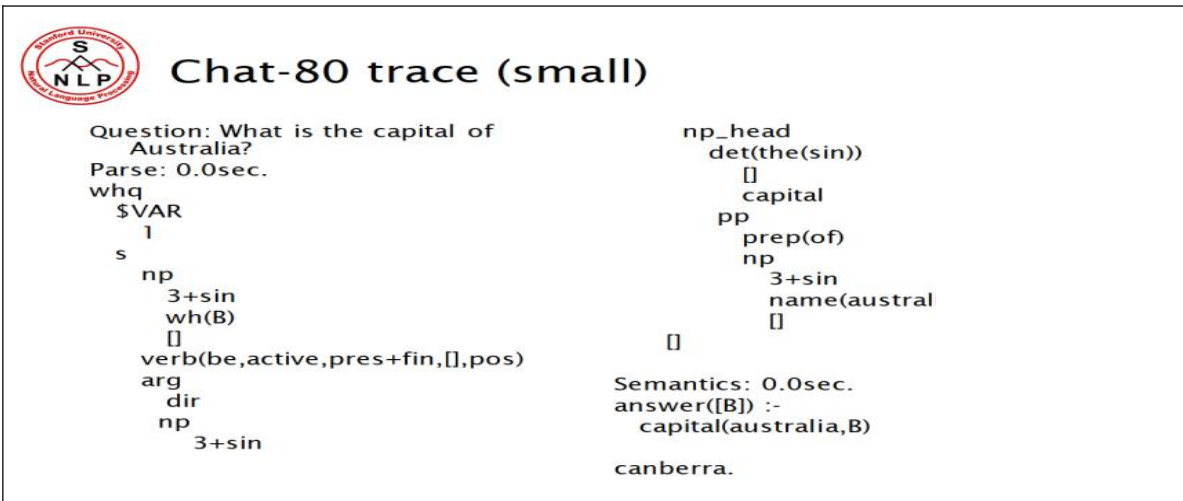 Stanford University
S
NLP
Natural Language Processing
Chat-80 trace (small)
Question: What is the capital of
Australia?
Parse: 0.0sec.
whq
$VAR
1
s
np
3+sin
wh(B)
[]
verb(be,active,pres+fin,[],pos)
arg
dir
np
3+sin
np_head
det(the(sin))
[]
capital
pp
prep(of)
np
3+sin
name(austral
[]
[]
Semantics: 0.0sec.
answer([B]) :-
capital(australia,B)
canberra.